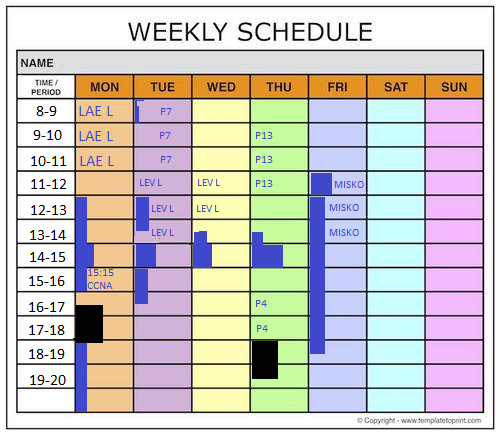 WEEKLY SCHEDULE
NAME
TIME / PERIOD MON TUE WED THU FRI SAT SUN
8-9 LAE L P7
9-10 LAE L P7 P13
10-11 LAE L P7 P13
11-12 LEV L LEV L P13 MISKO
12-13 LEV L LEV L MISKO
13-14 LEV L MISKO
14-15
15-16 15:15 CCNA
16-17 P4
17-18 P4
18-19
19-20
© Copyright - www.templatetoprint.com